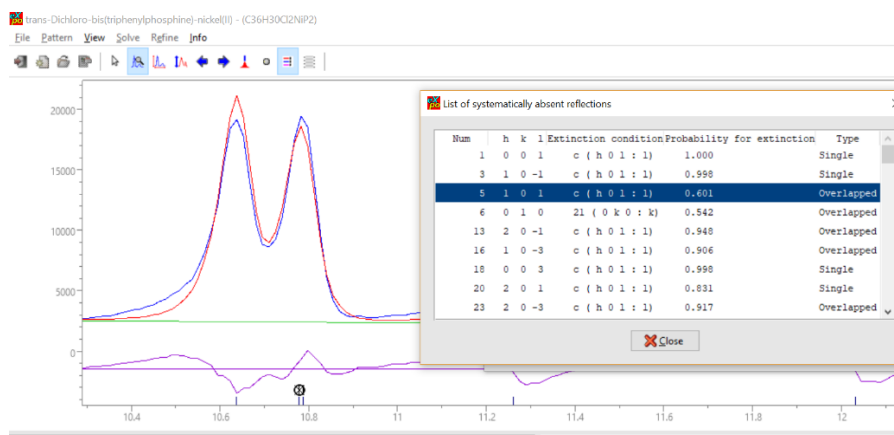 trans-Dichloro-bis(triphenylphosphine)-nickel(II) - (C36H30Cl2NiP2)
File Pattern View Solve Refine Info
List of systematically absent reflections
Num h k l Extinction condition Probability for extinction Type
1 0 0 1 c ( h 0 l : l) 1.000 Single
3 1 0 -1 c ( h 0 l : l) 0.998 Single
5 1 0 1 c ( h 0 l : l) 0.601 Overlapped
6 0 1 0 21 ( 0 k 0 : k) 0.542 Overlapped
13 2 0 -1 c ( h 0 l : l) 0.948 Overlapped
16 1 0 -3 c ( h 0 l : l) 0.906 Overlapped
18 0 0 3 c ( h 0 l : l) 0.998 Single
20 2 0 1 c ( h 0 l : l) 0.831 Single
23 2 0 -3 c ( h 0 l : l) 0.917 Overlapped
Close
20000
15000
10000
5000
0
10.4 10.6 10.8 11 11.2 11.4 11.6 11.8 12